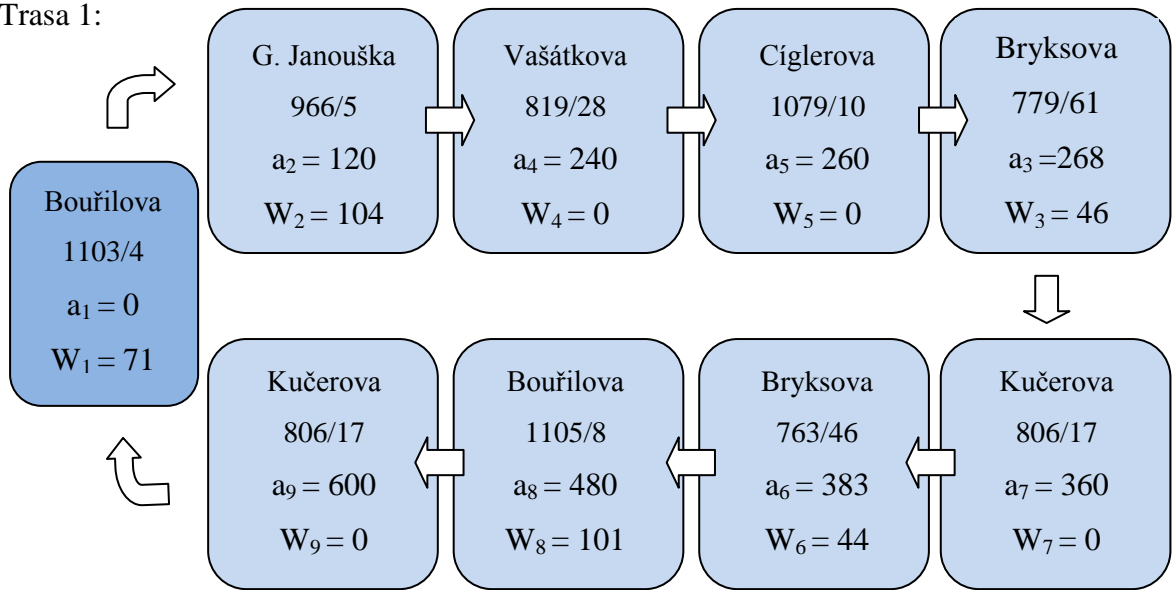 Trasa 1:
Bouřilova
1103/4
a₁ = 0
W₁ = 71
G. Janouška
966/5
a₂ = 120
W₂ = 104
Vašátkova
819/28
a₄ = 240
W₄ = 0
Cíglerova
1079/10
a₅ = 260
W₅ = 0
Bryksova
779/61
a₃ =268
W₃ = 46
Kučerova
806/17
a₇ = 360
W₇ = 0
Bryksova
763/46
a₆ = 383
W₆ = 44
Bouřilova
1105/8
a₈ = 480
W₈ = 101
Kučerova
806/17
a₉ = 600
W₉ = 0